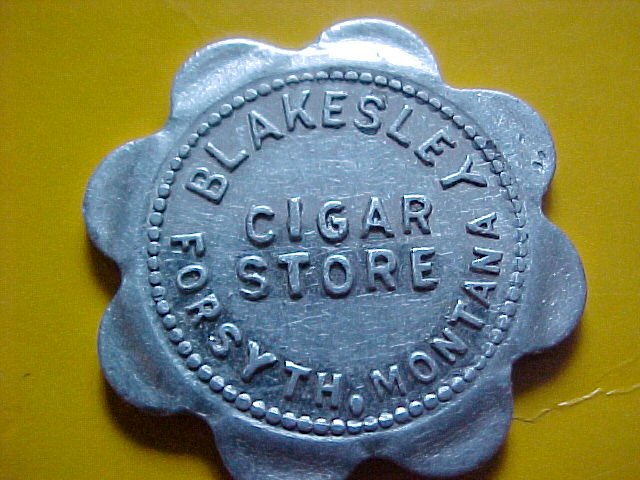 BLAKESLEY
CIGAR
STORE
FORSYTH, MONTANA